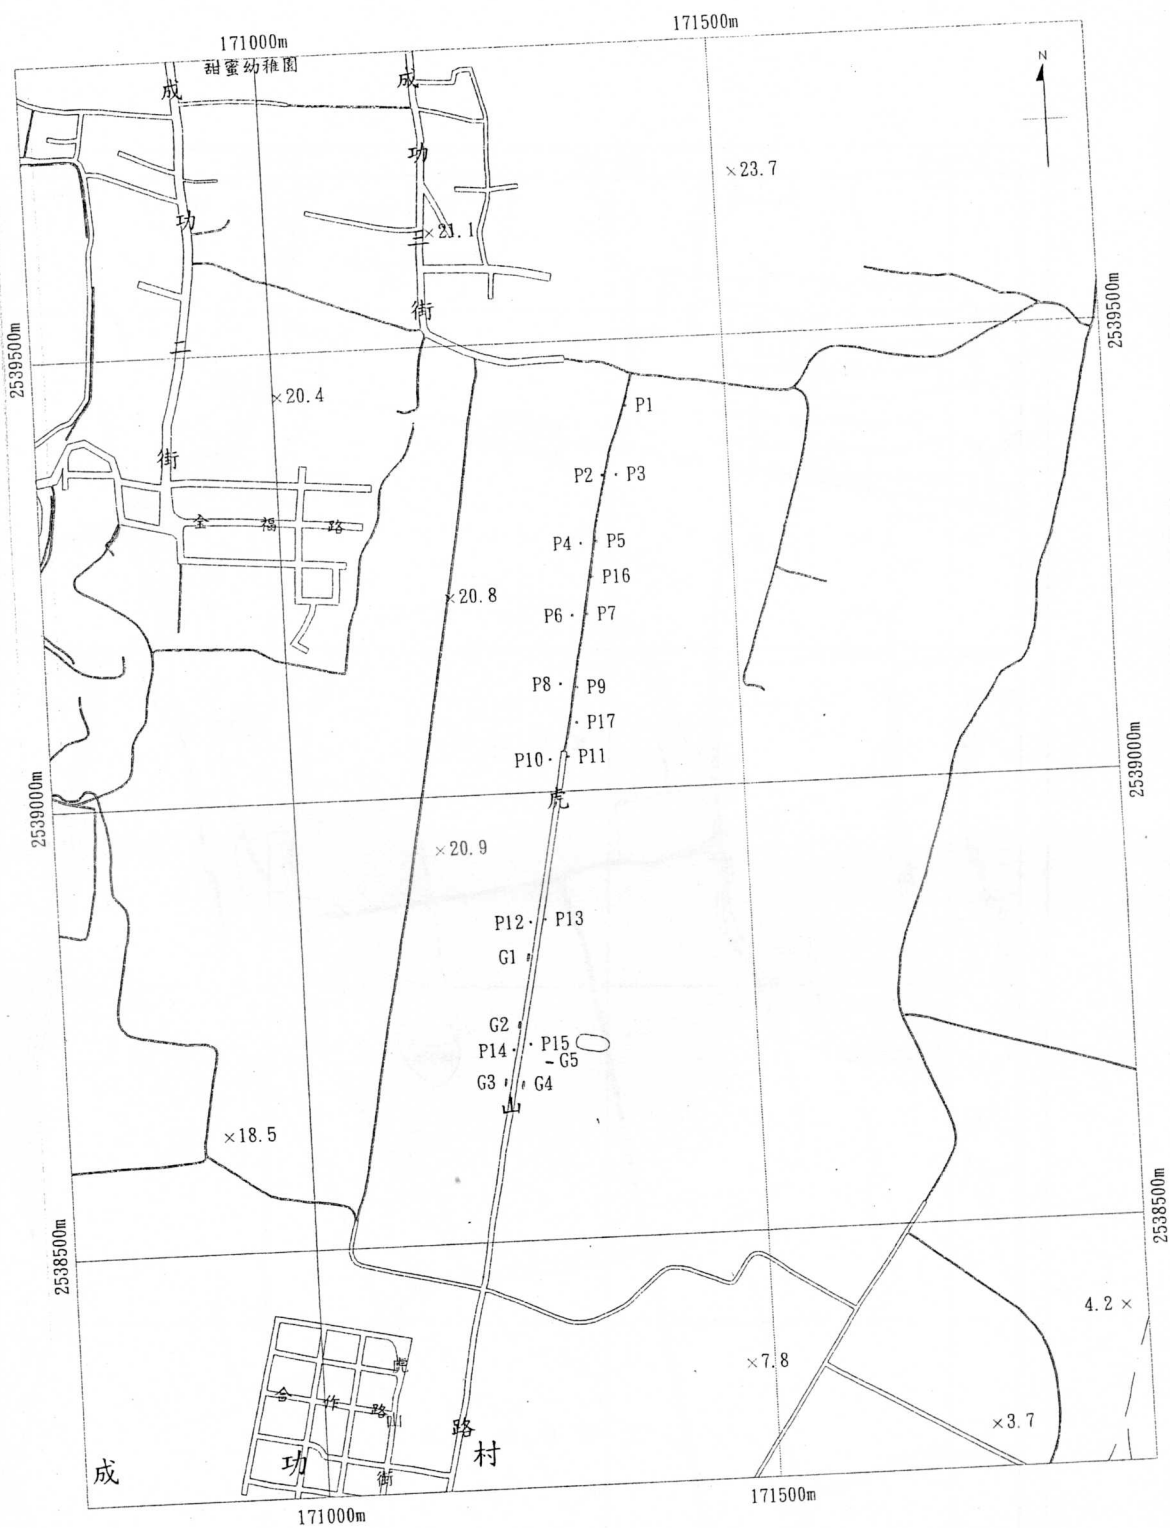 171000m
171500m
甜蜜幼稚園
成功二街
成功三街
N
×23.7
×21.1
2539500m
2539500m
×20.4
P1
P2
P3
金福路
P4
P5
P16
×20.8
P6
P7
P8
P9
P17
P10
P11
2539000m
2539000m
虎山路
×20.9
P12
P13
G1
G2
P14
P15
G5
G3
G4
×18.5
2538500m
2538500m
4.2×
×7.8
×3.7
虎山街
合作路
成功村
171000m
171500m